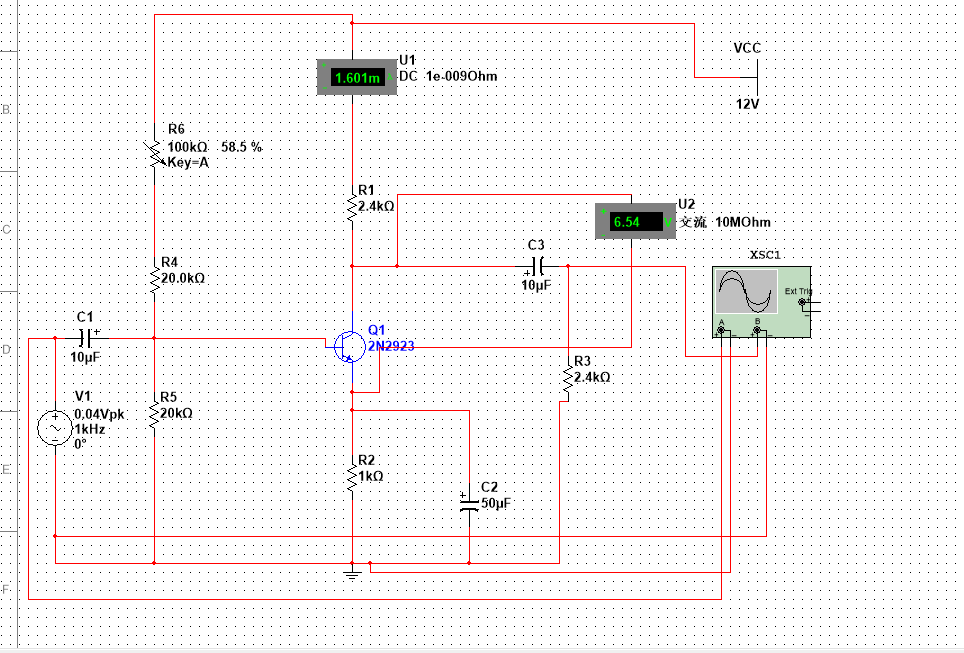 VCC
12V
U1
1.601m A
DC 1e-009Ohm
B
R6
100kΩ 58.5 %
Key=A
R1
2.4kΩ
U2
6.54 V
交流 10MOhm
C
C3
+
10µF
XSC1
Ext Trig
+
A B
+ - + -
R4
20.0kΩ
C1
+
10µF
Q1
2N2923
D
R3
2.4kΩ
V1
0.04Vpk
1kHz
0°
R5
20kΩ
R2
1kΩ
E
C2
+
50µF
F